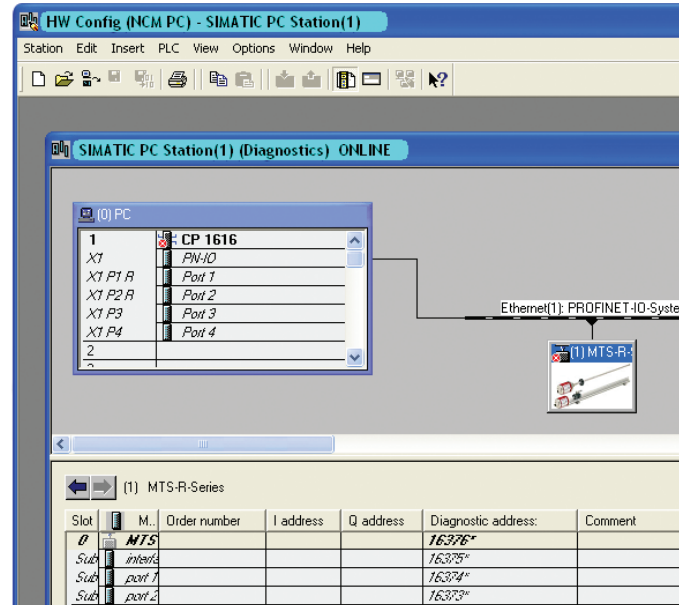 HW Config (NCM PC) - SIMATIC PC Station(1)
Station Edit Insert PLC View Options Window Help
SIMATIC PC Station(1) (Diagnostics) ONLINE
(0) PC
1 CP 1616
X1 PN-IO
X1 P1 R Port 1
X1 P2 R Port 2
X1 P3 Port 3
X1 P4 Port 4
2
Ethernet(1): PROFINET-IO-Syste
(1) MTS-R-S
(1) MTS-R-Series
Slot M.. Order number I address Q address Diagnostic address: Comment
0 MTS 16376*
Sub interfa 16375*
Sub port 1 16374*
Sub port 2 16373*